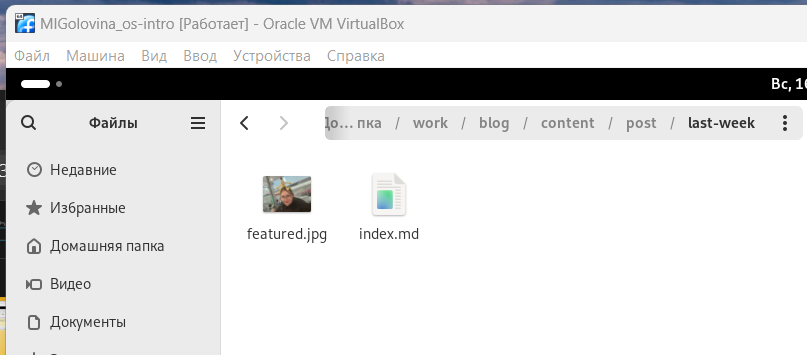 MIGolovina_os-intro [Работает] - Oracle VM VirtualBox
Файл Машина Вид Ввод Устройства Справка
Вс, 1
Файлы
До… пка / work / blog / content / post / last-week
Недавние
Избранные
Домашняя папка
Видео
Документы
featured.jpg index.md